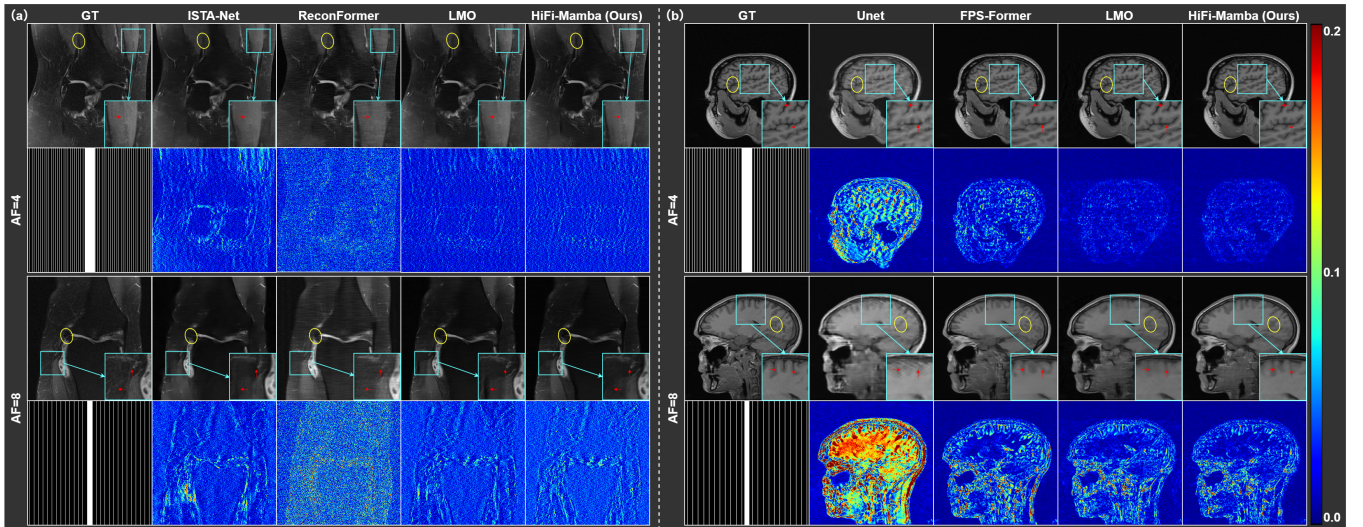 (a) GT ISTA-Net ReconFormer LMO HiFi-Mamba (Ours)
AF=4
AF=8
(b) GT Unet FPS-Former LMO HiFi-Mamba (Ours)
AF=4
AF=8
0.2
0.1
0.0